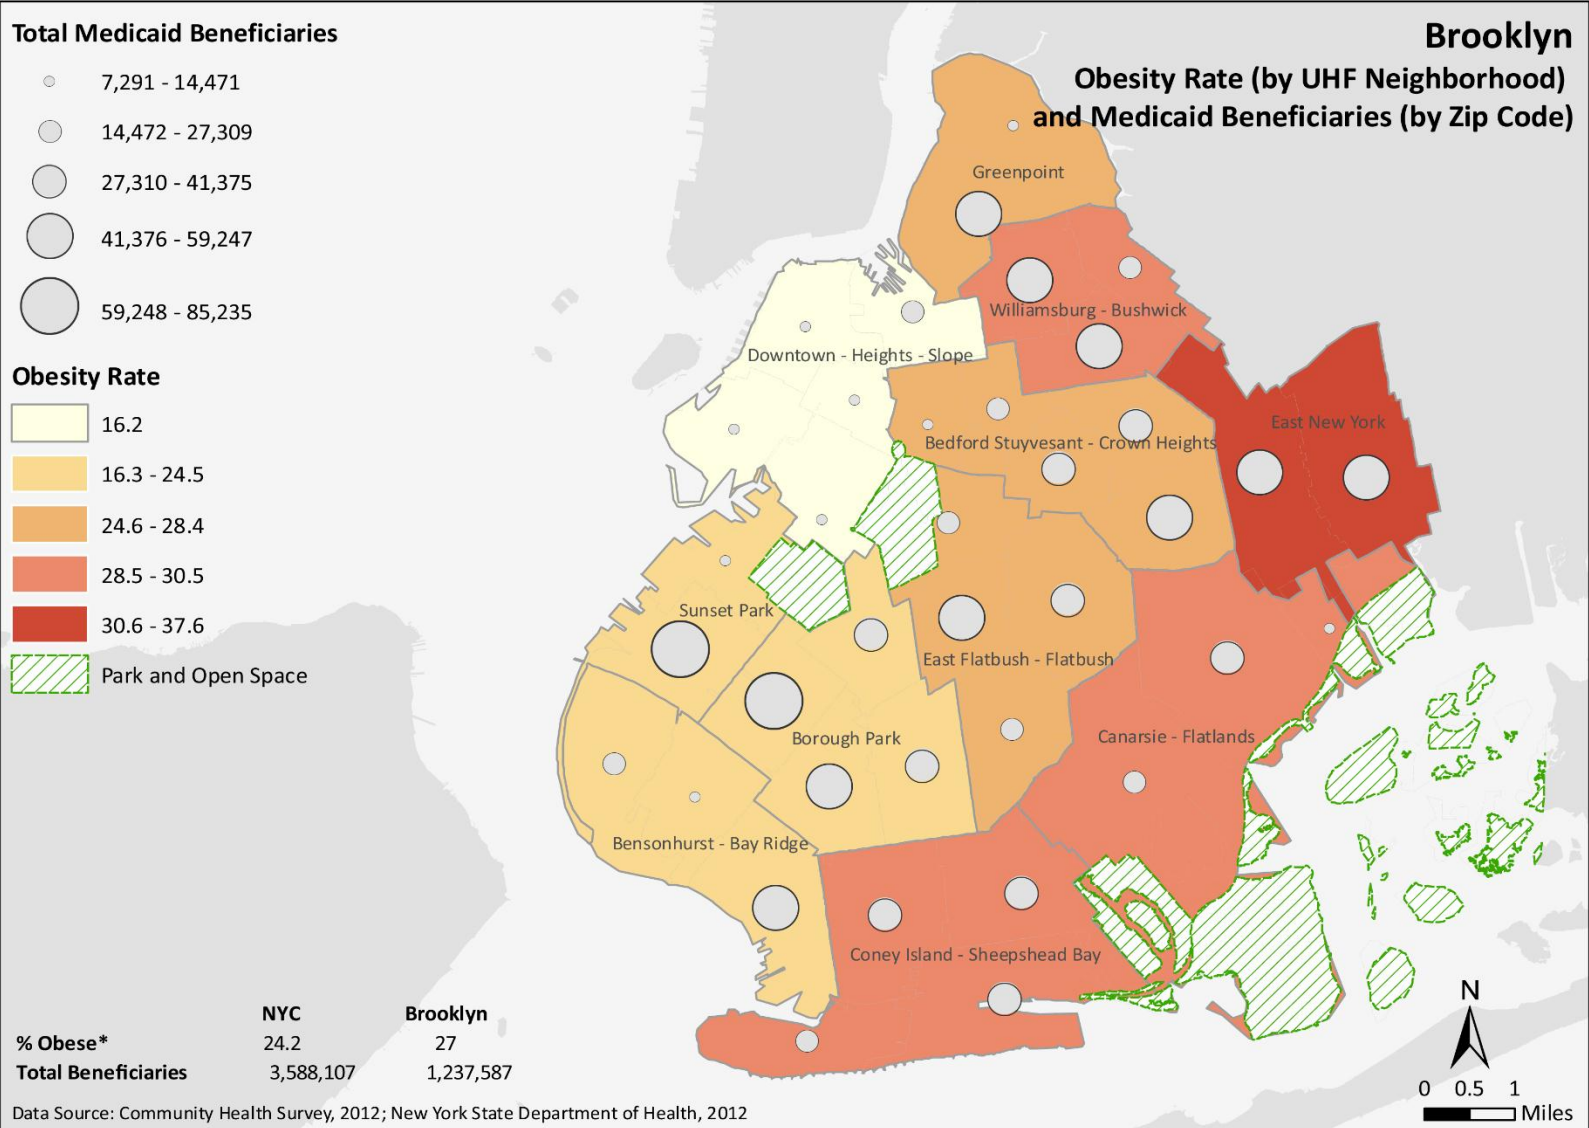 Brooklyn
Obesity Rate (by UHF Neighborhood)
and Medicaid Beneficiaries (by Zip Code)
Total Medicaid Beneficiaries
7,291 - 14,471
14,472 - 27,309
27,310 - 41,375
41,376 - 59,247
59,248 - 85,235
Obesity Rate
16.2
16.3 - 24.5
24.6 - 28.4
28.5 - 30.5
30.6 - 37.6
Park and Open Space
Greenpoint
Williamsburg - Bushwick
Downtown - Heights - Slope
East New York
Bedford Stuyvesant - Crown Heights
Sunset Park
East Flatbush - Flatbush
Borough Park
Canarsie - Flatlands
Bensonhurst - Bay Ridge
Coney Island - Sheepshead Bay
NYC Brooklyn
% Obese* 24.2 27
Total Beneficiaries 3,588,107 1,237,587
Data Source: Community Health Survey, 2012; New York State Department of Health, 2012
N
0 0.5 1
Miles